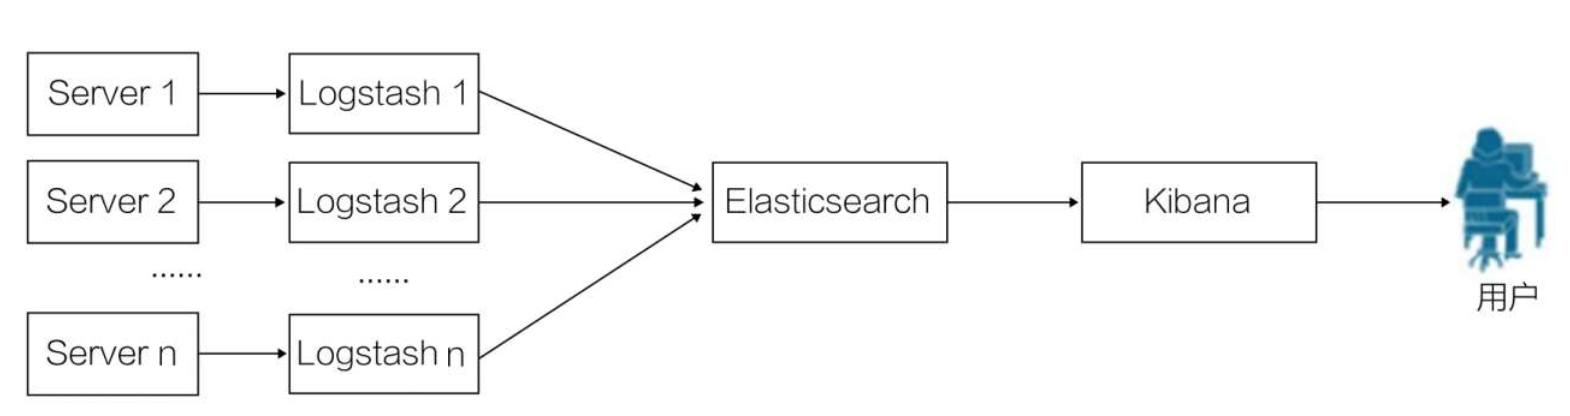 Server 1
Logstash 1
Server 2
Logstash 2
Elasticsearch
Kibana
用户
......
......
Server n
Logstash n